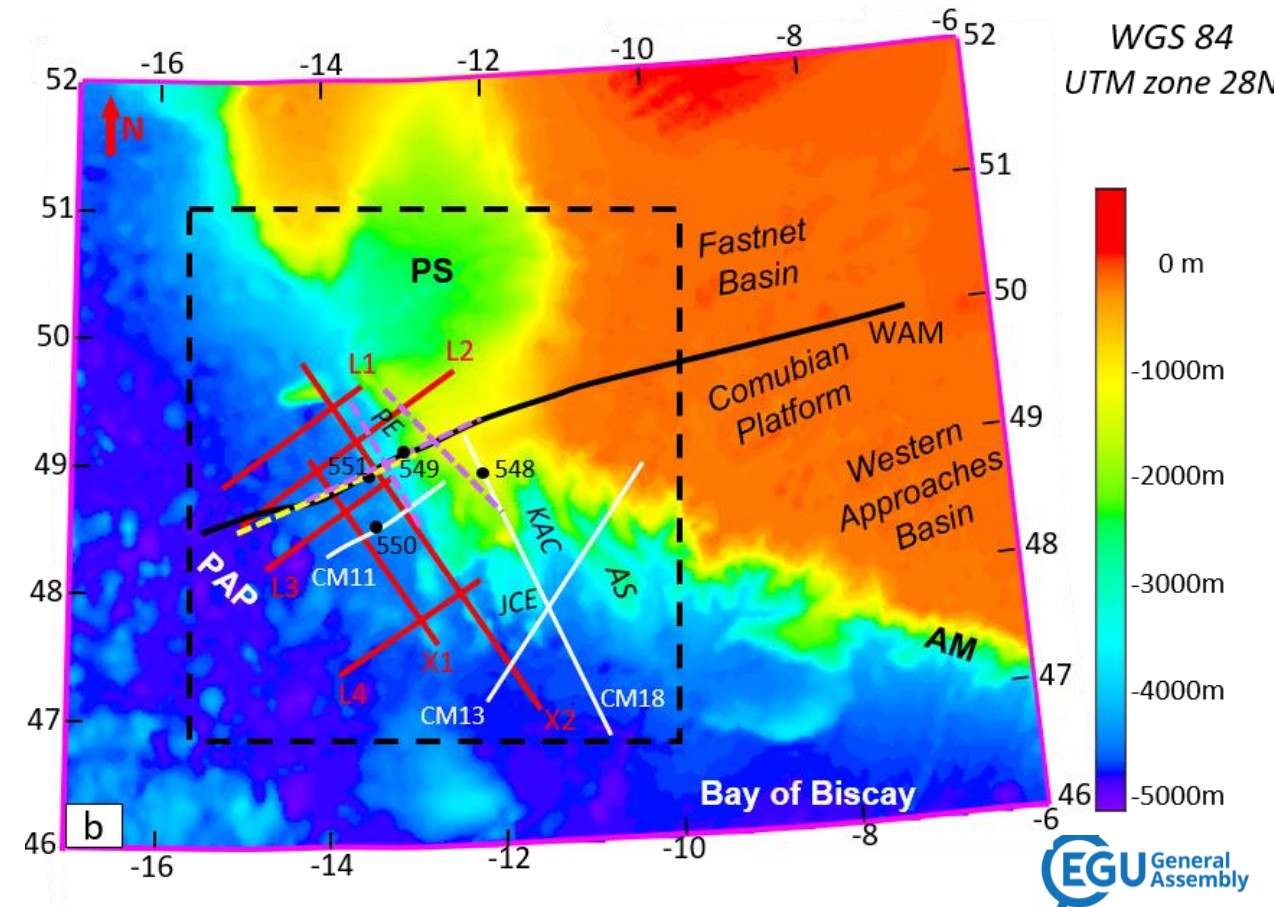 -6
52
WGS 84
UTM zone 28N
-16
-14
-12
-10
-8
52
N
51
51
Fastnet
Basin
0 m
PS
50
50
L1
L2
WAM
-1000m
Comubian
Platform
PE
49
49
551
549
548
Western
Approaches
Basin
-2000m
KAC
550
48
PAP
CM11
L3
AS
48
JCE
-3000m
AM
X1
L4
47
CM18
CM13
X2
-4000m
47
Bay of Biscay
46
-5000m
b
46
-16
-14
-12
-10
-8
-6
EGU General
Assembly